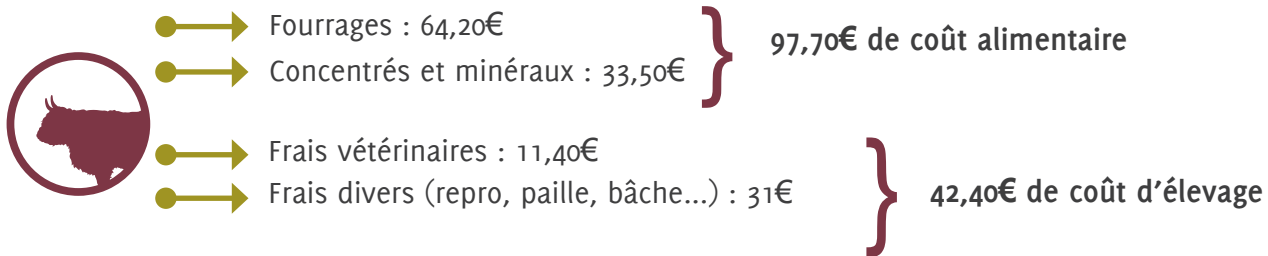 Fourrages : 64,20€
97,70€ de coût alimentaire
Concentrés et minéraux : 33,50€
Frais vétérinaires : 11,40€
Frais divers (repro, paille, bâche...) : 31€
42,40€ de coût d’élevage